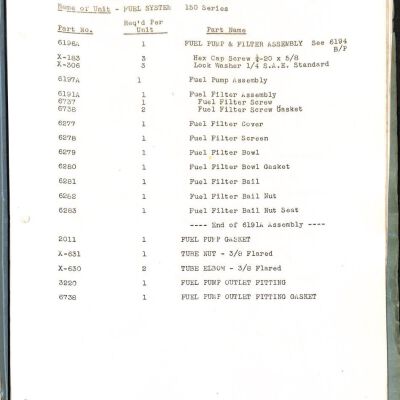 Name or Unit - FUEL SYSTEM 150 Series
Part No. Req'd Per Unit Part Name
6196A 1 FUEL PUMP & FILTER ASSEMBLY See 6194 B/P
X-183 3 Hex Cap Screw ¼-20 x 5/8
X-306 3 Lock Washer 1/4 S.A.E. Standard
6197A 1 Fuel Pump Assembly
6191A 1 Fuel Filter Assembly
6737 1 Fuel Filter Screw
6738 2 Fuel Filter Screw Gasket
6277 1 Fuel Filter Cover
6278 1 Fuel Filter Screen
6279 1 Fuel Filter Bowl
6280 1 Fuel Filter Bowl Gasket
6281 1 Fuel Filter Bail
6282 1 Fuel Filter Bail Nut
6283 1 Fuel Filter Bail Nut Seat
---- End of 6191A Assembly ----
2011 1 FUEL PUMP GASKET
X-631 1 TUBE NUT - 3/8 Flared
X-630 2 TUBE ELBOW - 3/8 Flared
3220 1 FUEL PUMP OUTLET FITTING
6738 1 FUEL PUMP OUTLET FITTING GASKET